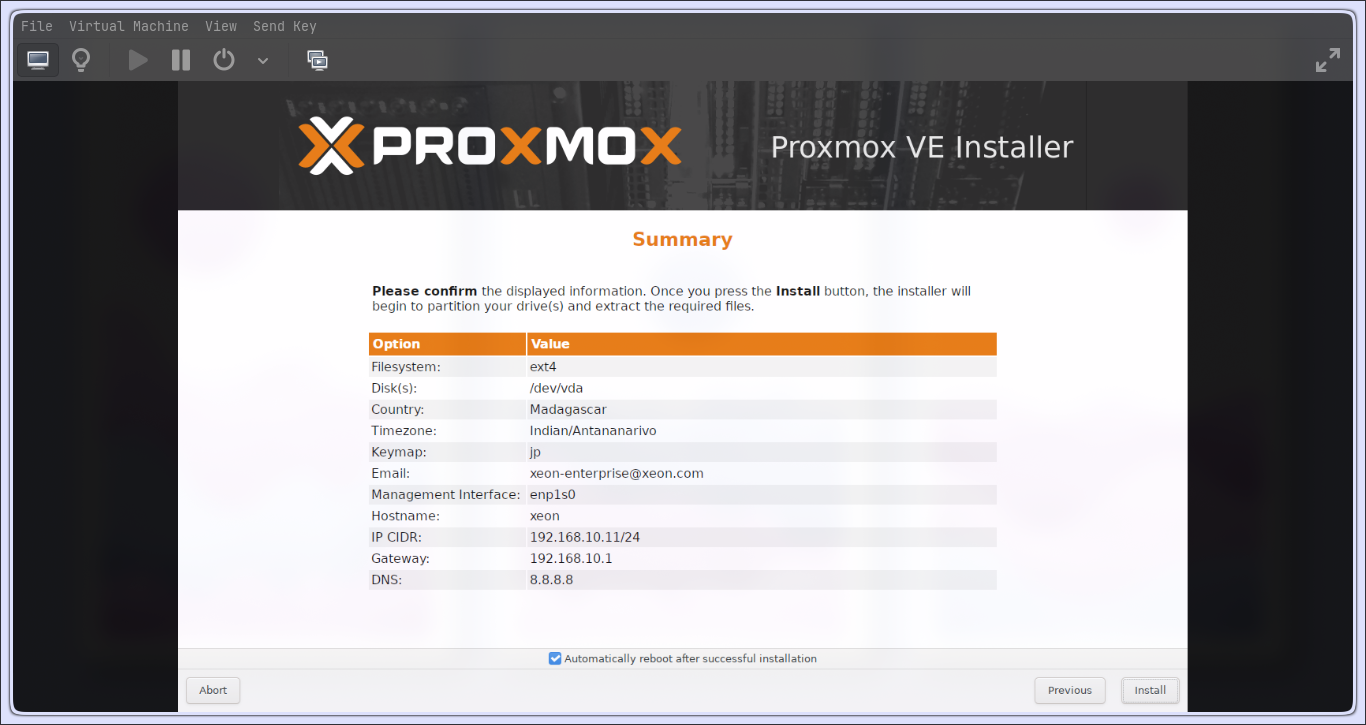 File Virtual Machine View Send Key
PROXMOX Proxmox VE Installer
Summary
Please confirm the displayed information. Once you press the Install button, the installer will
begin to partition your drive(s) and extract the required files.
Option Value
Filesystem: ext4
Disk(s): /dev/vda
Country: Madagascar
Timezone: Indian/Antananarivo
Keymap: jp
Email: xeon-enterprise@xeon.com
Management Interface: enp1s0
Hostname: xeon
IP CIDR: 192.168.10.11/24
Gateway: 192.168.10.1
DNS: 8.8.8.8
Automatically reboot after successful installation
Abort Previous Install